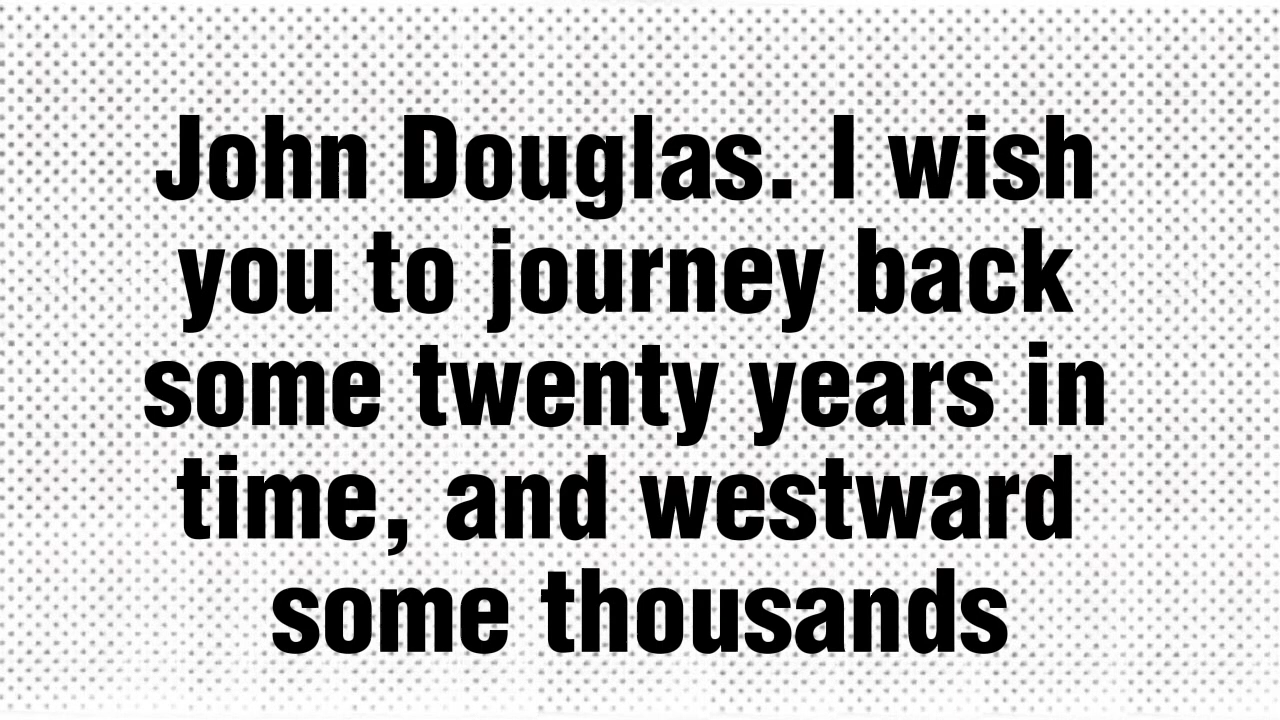 John Douglas. I wish
you to journey back
some twenty years in
time, and westward
some thousands